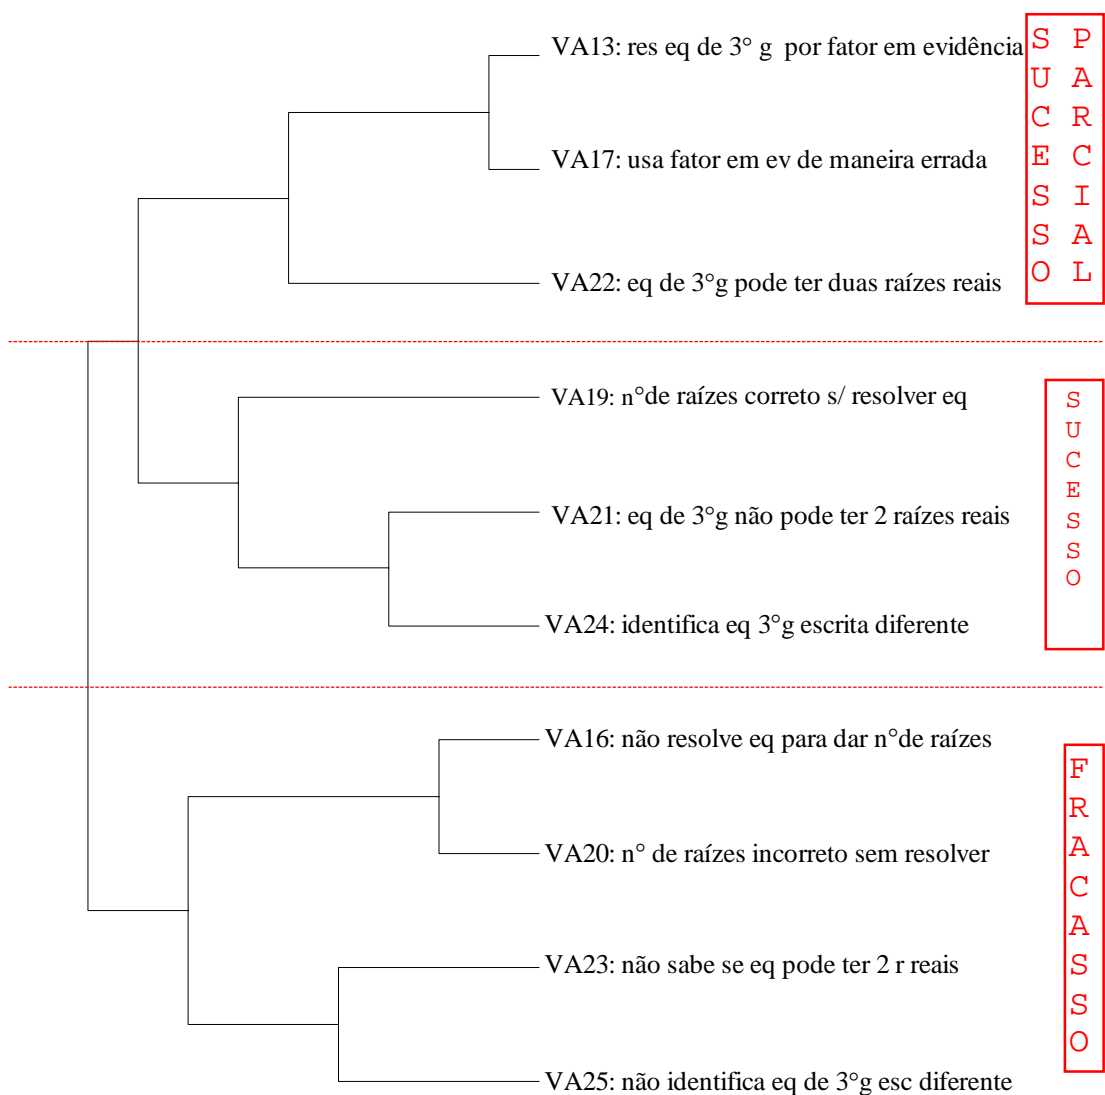 VA13: res eq de 3° g por fator em evidência
VA17: usa fator em ev de maneira errada
VA22: eq de 3°g pode ter duas raízes reais
SUCESSO
PARCIAL
VA19: n°de raízes correto s/ resolver eq
VA21: eq de 3°g não pode ter 2 raízes reais
VA24: identifica eq 3°g escrita diferente
SUCESSO
VA16: não resolve eq para dar n°de raízes
VA20: n° de raízes incorreto sem resolver
VA23: não sabe se eq pode ter 2 r reais
VA25: não identifica eq de 3°g esc diferente
FRACASSO